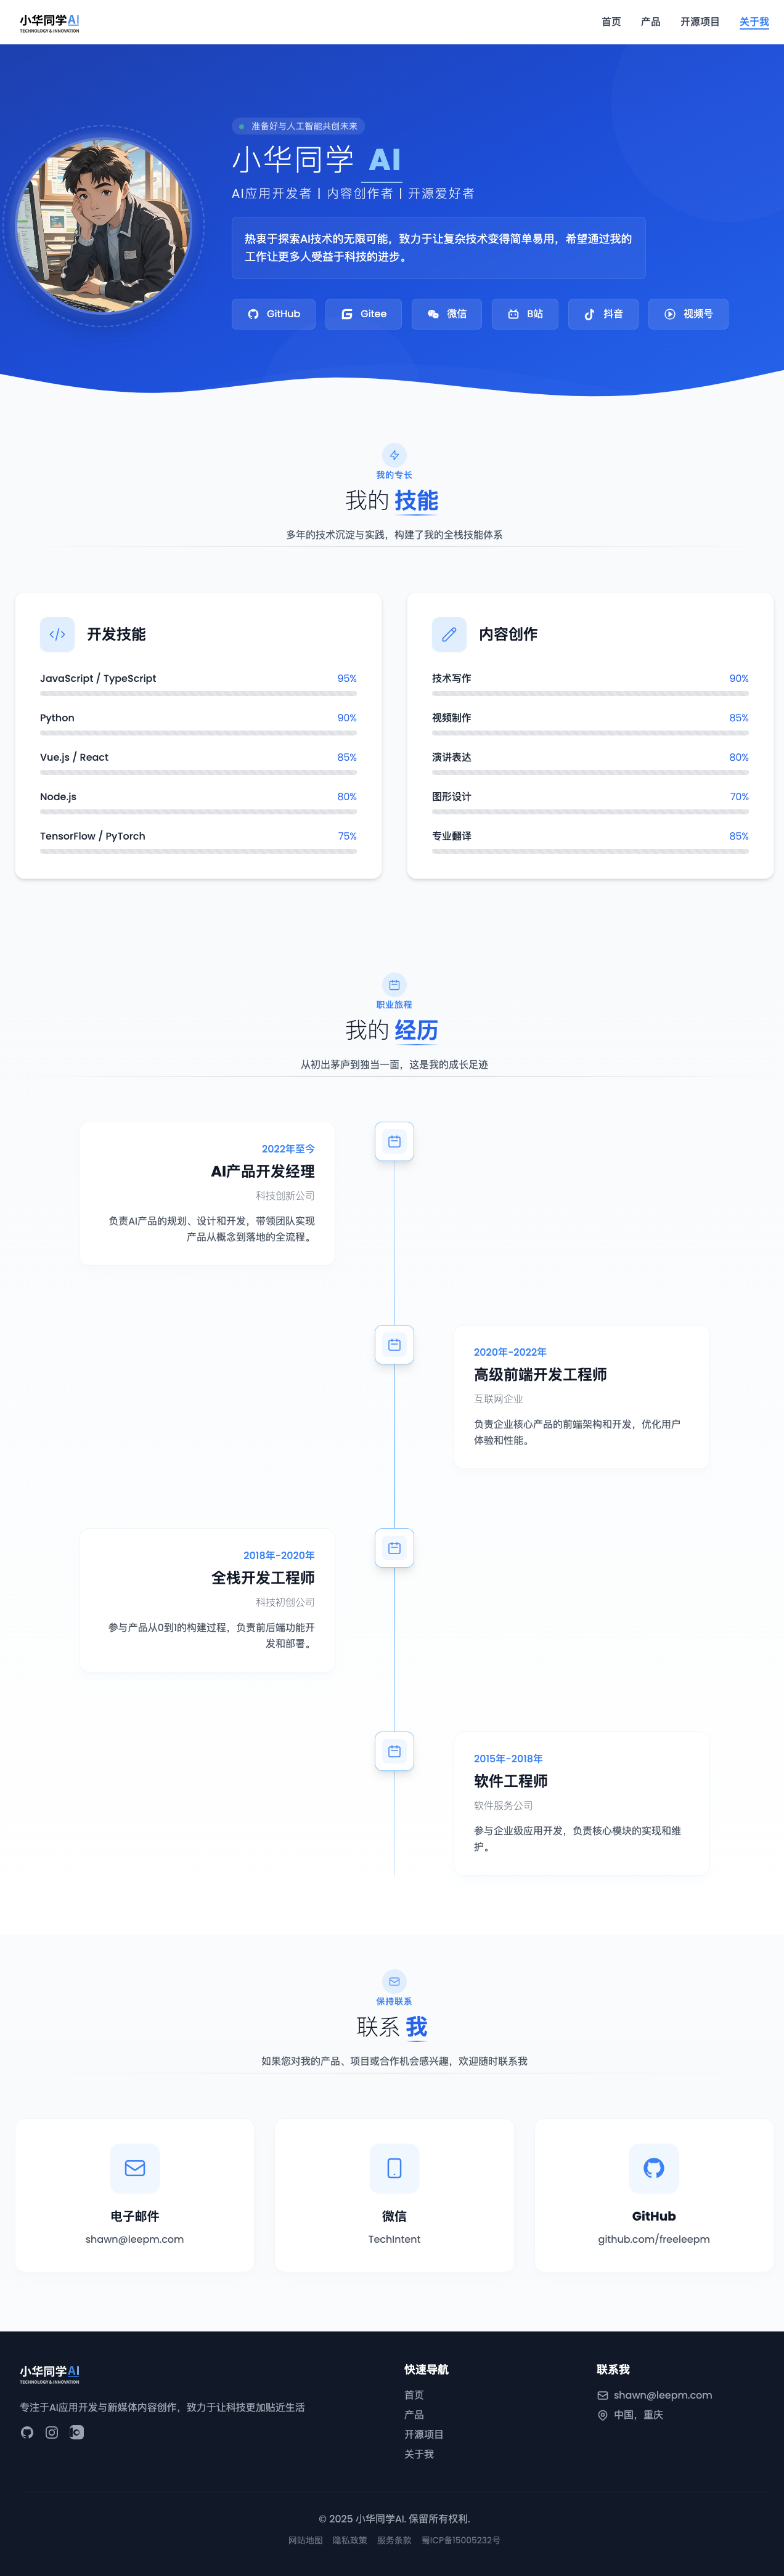 小华同学AI
TECHNOLOGY & INNOVATION
首页 产品 开源项目 关于我
准备好与人工智能共创未来
小华同学 AI
AI应用开发者 | 内容创作者 | 开源爱好者
热衷于探索AI技术的无限可能，致力于让复杂技术变得简单易用，希望通过我的
工作让更多人受益于科技的进步。
GitHub Gitee 微信 B站 抖音 视频号
我的专长
我的 技能
多年的技术沉淀与实践，构建了我的全栈技能体系
开发技能
JavaScript / TypeScript 95%
Python 90%
Vue.js / React 85%
Node.js 80%
TensorFlow / PyTorch 75%
内容创作
技术写作 90%
视频制作 85%
演讲表达 80%
图形设计 70%
专业翻译 85%
职业旅程
我的 经历
从初出茅庐到独当一面，这是我的成长足迹
2022年至今
AI产品开发经理
科技创新公司
负责AI产品的规划、设计和开发，带领团队实现
产品从概念到落地的全流程。
2020年-2022年
高级前端开发工程师
互联网企业
负责企业核心产品的前端架构和开发，优化用户
体验和性能。
2018年-2020年
全栈开发工程师
科技初创公司
参与产品从0到1的构建过程，负责前后端功能开
发和部署。
2015年-2018年
软件工程师
软件服务公司
参与企业级应用开发，负责核心模块的实现和维
护。
保持联系
联系 我
如果您对我的产品、项目或合作机会感兴趣，欢迎随时联系我
电子邮件
shawn@leepm.com
微信
TechIntent
GitHub
github.com/freeleepm
小华同学AI
TECHNOLOGY & INNOVATION
专注于AI应用开发与新媒体内容创作，致力于让科技更加贴近生活
快速导航
首页
产品
开源项目
关于我
联系我
shawn@leepm.com
中国，重庆
© 2025 小华同学AI. 保留所有权利.
网站地图 隐私政策 服务条款 蜀ICP备15005232号